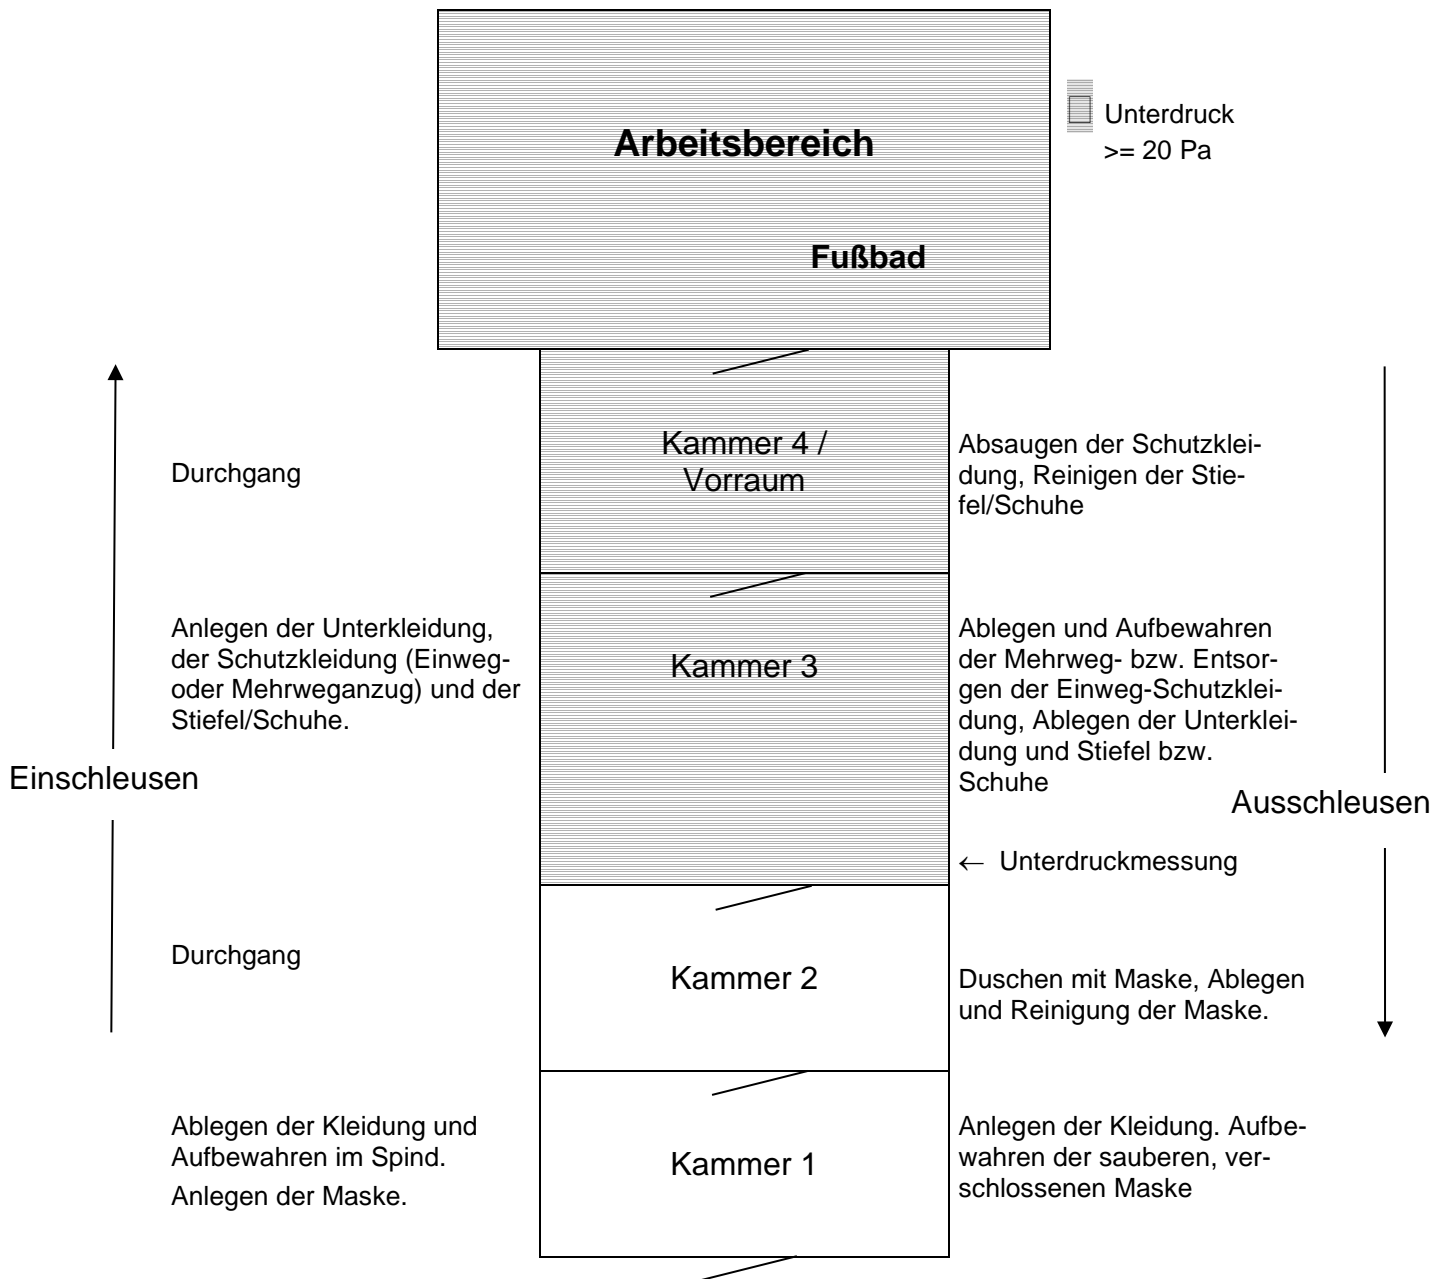 Arbeitsbereich
Unterdruck
>= 20 Pa
Fußbad
Durchgang
Kammer 4 /
Vorraum
Absaugen der Schutzklei-
dung, Reinigen der Stie-
fel/Schuhe
Anlegen der Unterkleidung,
der Schutzkleidung (Einweg-
oder Mehrweganzug) und der
Stiefel/Schuhe.
Kammer 3
Ablegen und Aufbewahren
der Mehrweg- bzw. Entsor-
gen der Einweg-Schutzklei-
dung, Ablegen der Unterklei-
dung und Stiefel bzw.
Schuhe
Einschleusen
Ausschleusen
← Unterdruckmessung
Durchgang
Kammer 2
Duschen mit Maske, Ablegen
und Reinigung der Maske.
Ablegen der Kleidung und
Aufbewahren im Spind.
Anlegen der Maske.
Kammer 1
Anlegen der Kleidung. Aufbe-
wahren der sauberen, ver-
schlossenen Maske